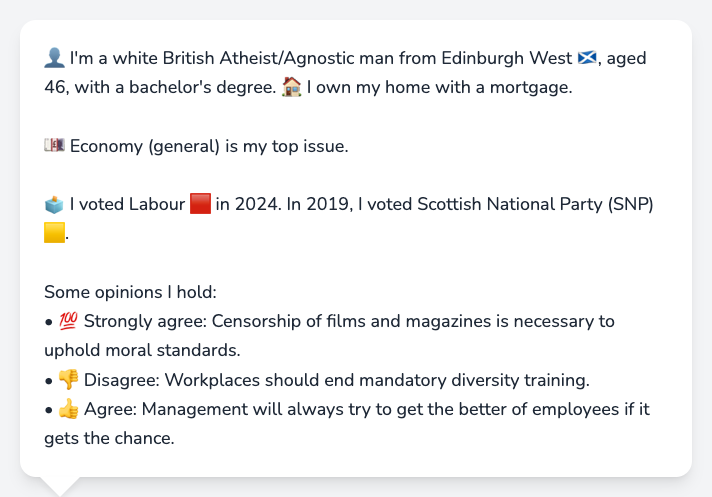 👤 I'm a white British Atheist/Agnostic man from Edinburgh West 🏴󠁧󠁢󠁳󠁣󠁴󠁿, aged
46, with a bachelor's degree. 🏠 I own my home with a mortgage.
💷 Economy (general) is my top issue.
🗳️ I voted Labour 🟥 in 2024. In 2019, I voted Scottish National Party (SNP)
🟨.
Some opinions I hold:
• 💯 Strongly agree: Censorship of films and magazines is necessary to
uphold moral standards.
• 👎 Disagree: Workplaces should end mandatory diversity training.
• 👍 Agree: Management will always try to get the better of employees if it
gets the chance.